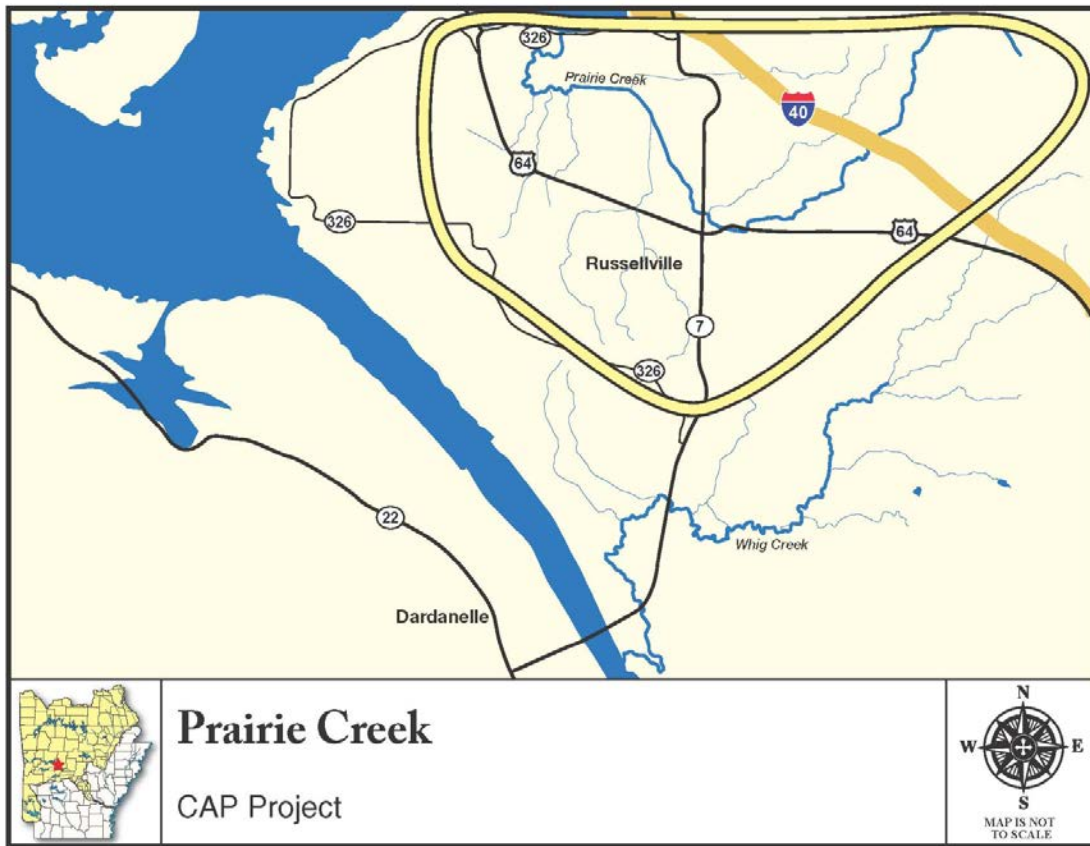 326
Prairie Creek
40
64
326
64
Russellville
7
326
22
Whig Creek
Dardanelle
Prairie Creek
CAP Project
N
W
E
S
MAP IS NOT
TO SCALE